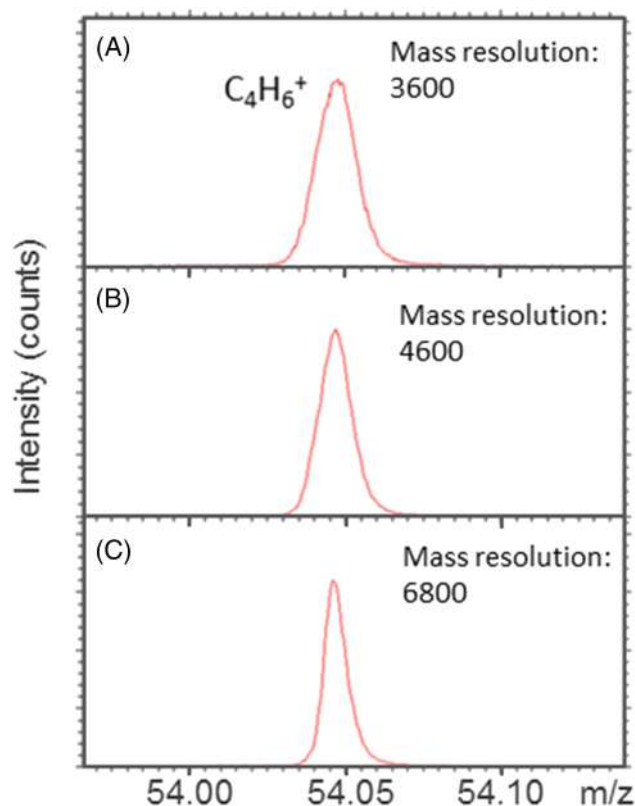 (A)
Mass resolution:
3600
C₄H₆⁺
(B)
Mass resolution:
4600
(C)
Mass resolution:
6800
Intensity (counts)
54.00 54.05 54.10 m/z